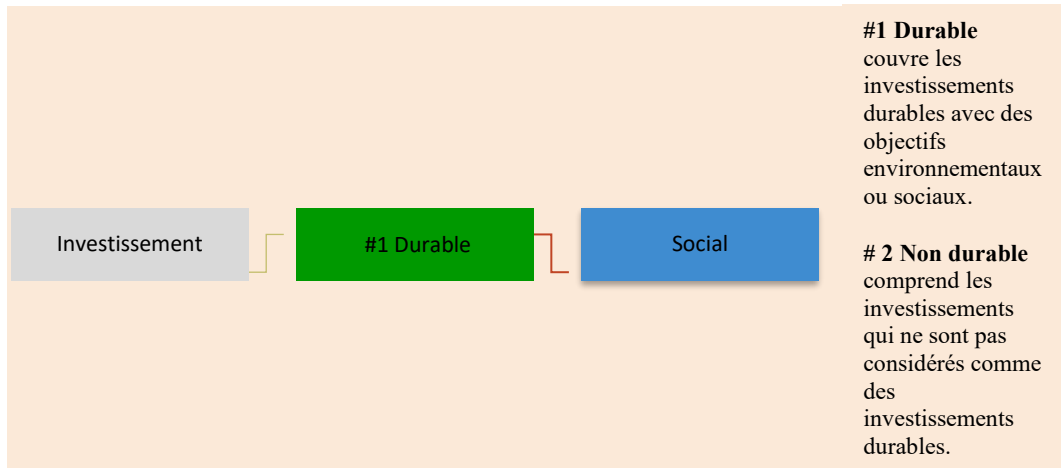 Investissement
#1 Durable
Social
#1 Durable
couvre les
investissements
durables avec des
objectifs
environnementaux
ou sociaux.
# 2 Non durable
comprend les
investissements
qui ne sont pas
considérés comme
des
investissements
durables.